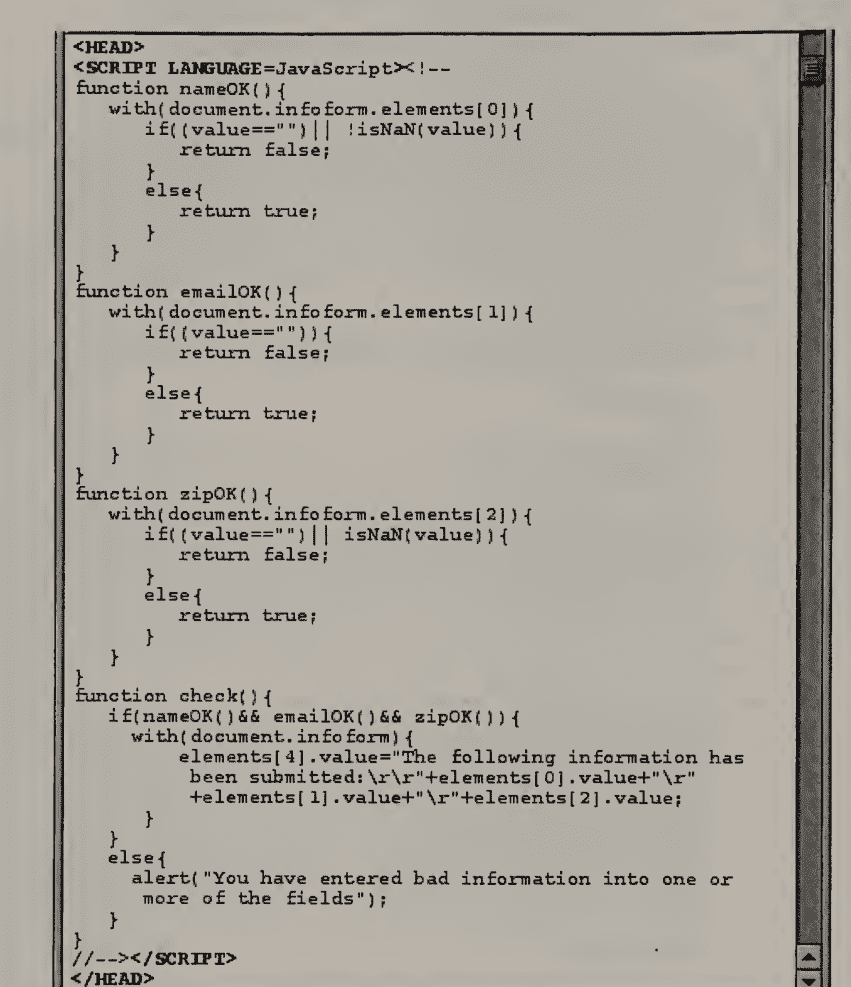 <HEAD>
<SCRIPT LANGUAGE=JavaScript><!--
function nameOK(){
with(document.infoform.elements[0]){
if((value=="")|| !isNaN(value)){
return false;
}
else{
return true;
}
}
}
function emailOK(){
with(document.infoform.elements[1]){
if((value=="")){
return false;
}
else{
return true;
}
}
}
function zipOK(){
with(document.infoform.elements[2]){
if((value=="")|| isNaN(value)){
return false;
}
else{
return true;
}
}
}
function check(){
if(nameOK()&& emailOK()&& zipOK()){
with(document.infoform){
elements[4].value="The following information has
been submitted:\r\r"+elements[0].value+"\r"
+elements[1].value+"\r"+elements[2].value;
}
}
else{
alert("You have entered bad information into one or
more of the fields");
}
}
//--></SCRIPT>
</HEAD>